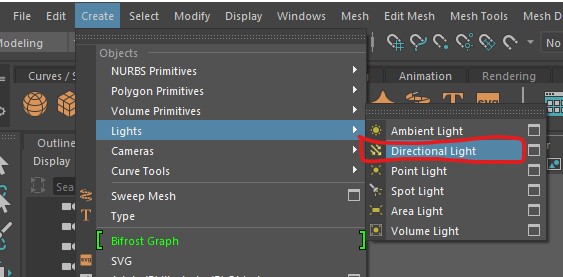 File Edit Create Select Modify Display Windows Mesh Edit Mesh Mesh Tools Mesh D
Modeling
No
Curves / S
Animation Rendering
Objects
NURBS Primitives
Polygon Primitives
Volume Primitives
Lights
Cameras
Curve Tools
Sweep Mesh
T Type
Bifrost Graph
SVG
SVG
T
SVG
Outline
Display
Sea
Ambient Light
Directional Light
Point Light
Spot Light
Area Light
Volume Light